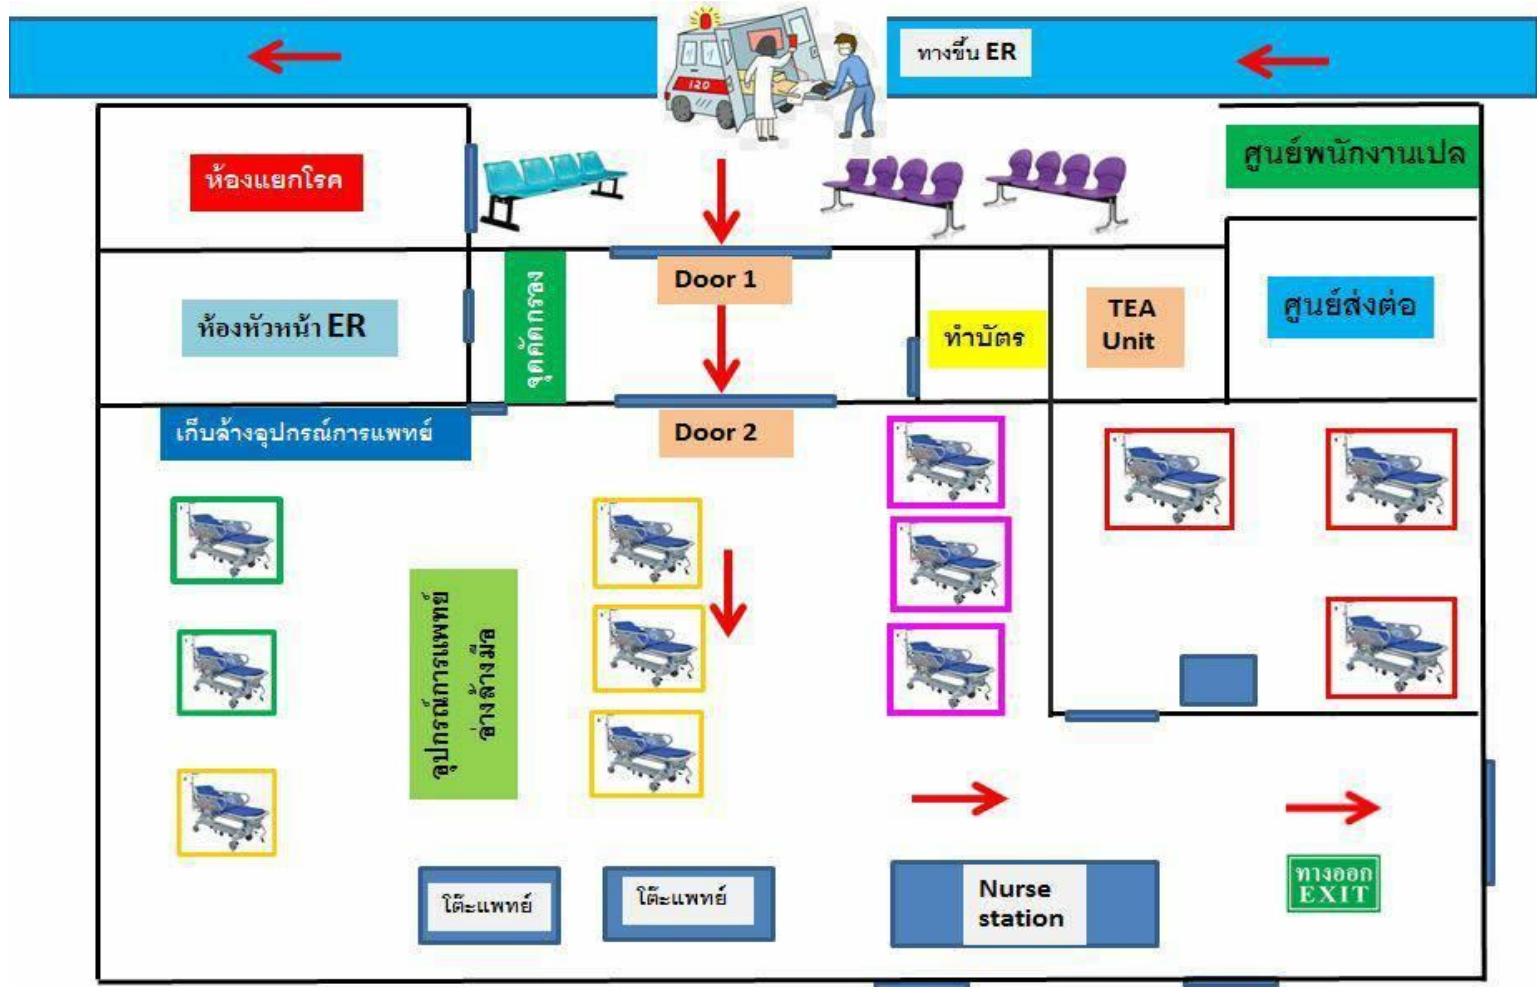 120
ทางขึ้น ER
ห้องแยกโรค
ศูนย์พนักงานเปล
จุดคัดกรอง
Door 1
ห้องหัวหน้า ER
ทำบัตร
TEA
Unit
ศูนย์ส่งต่อ
เก็บล้างอุปกรณ์การแพทย์
Door 2
อุปกรณ์การแพทย์
อ่างล้างมือ
โต๊ะแพทย์
โต๊ะแพทย์
Nurse
station
ทางออก
EXIT